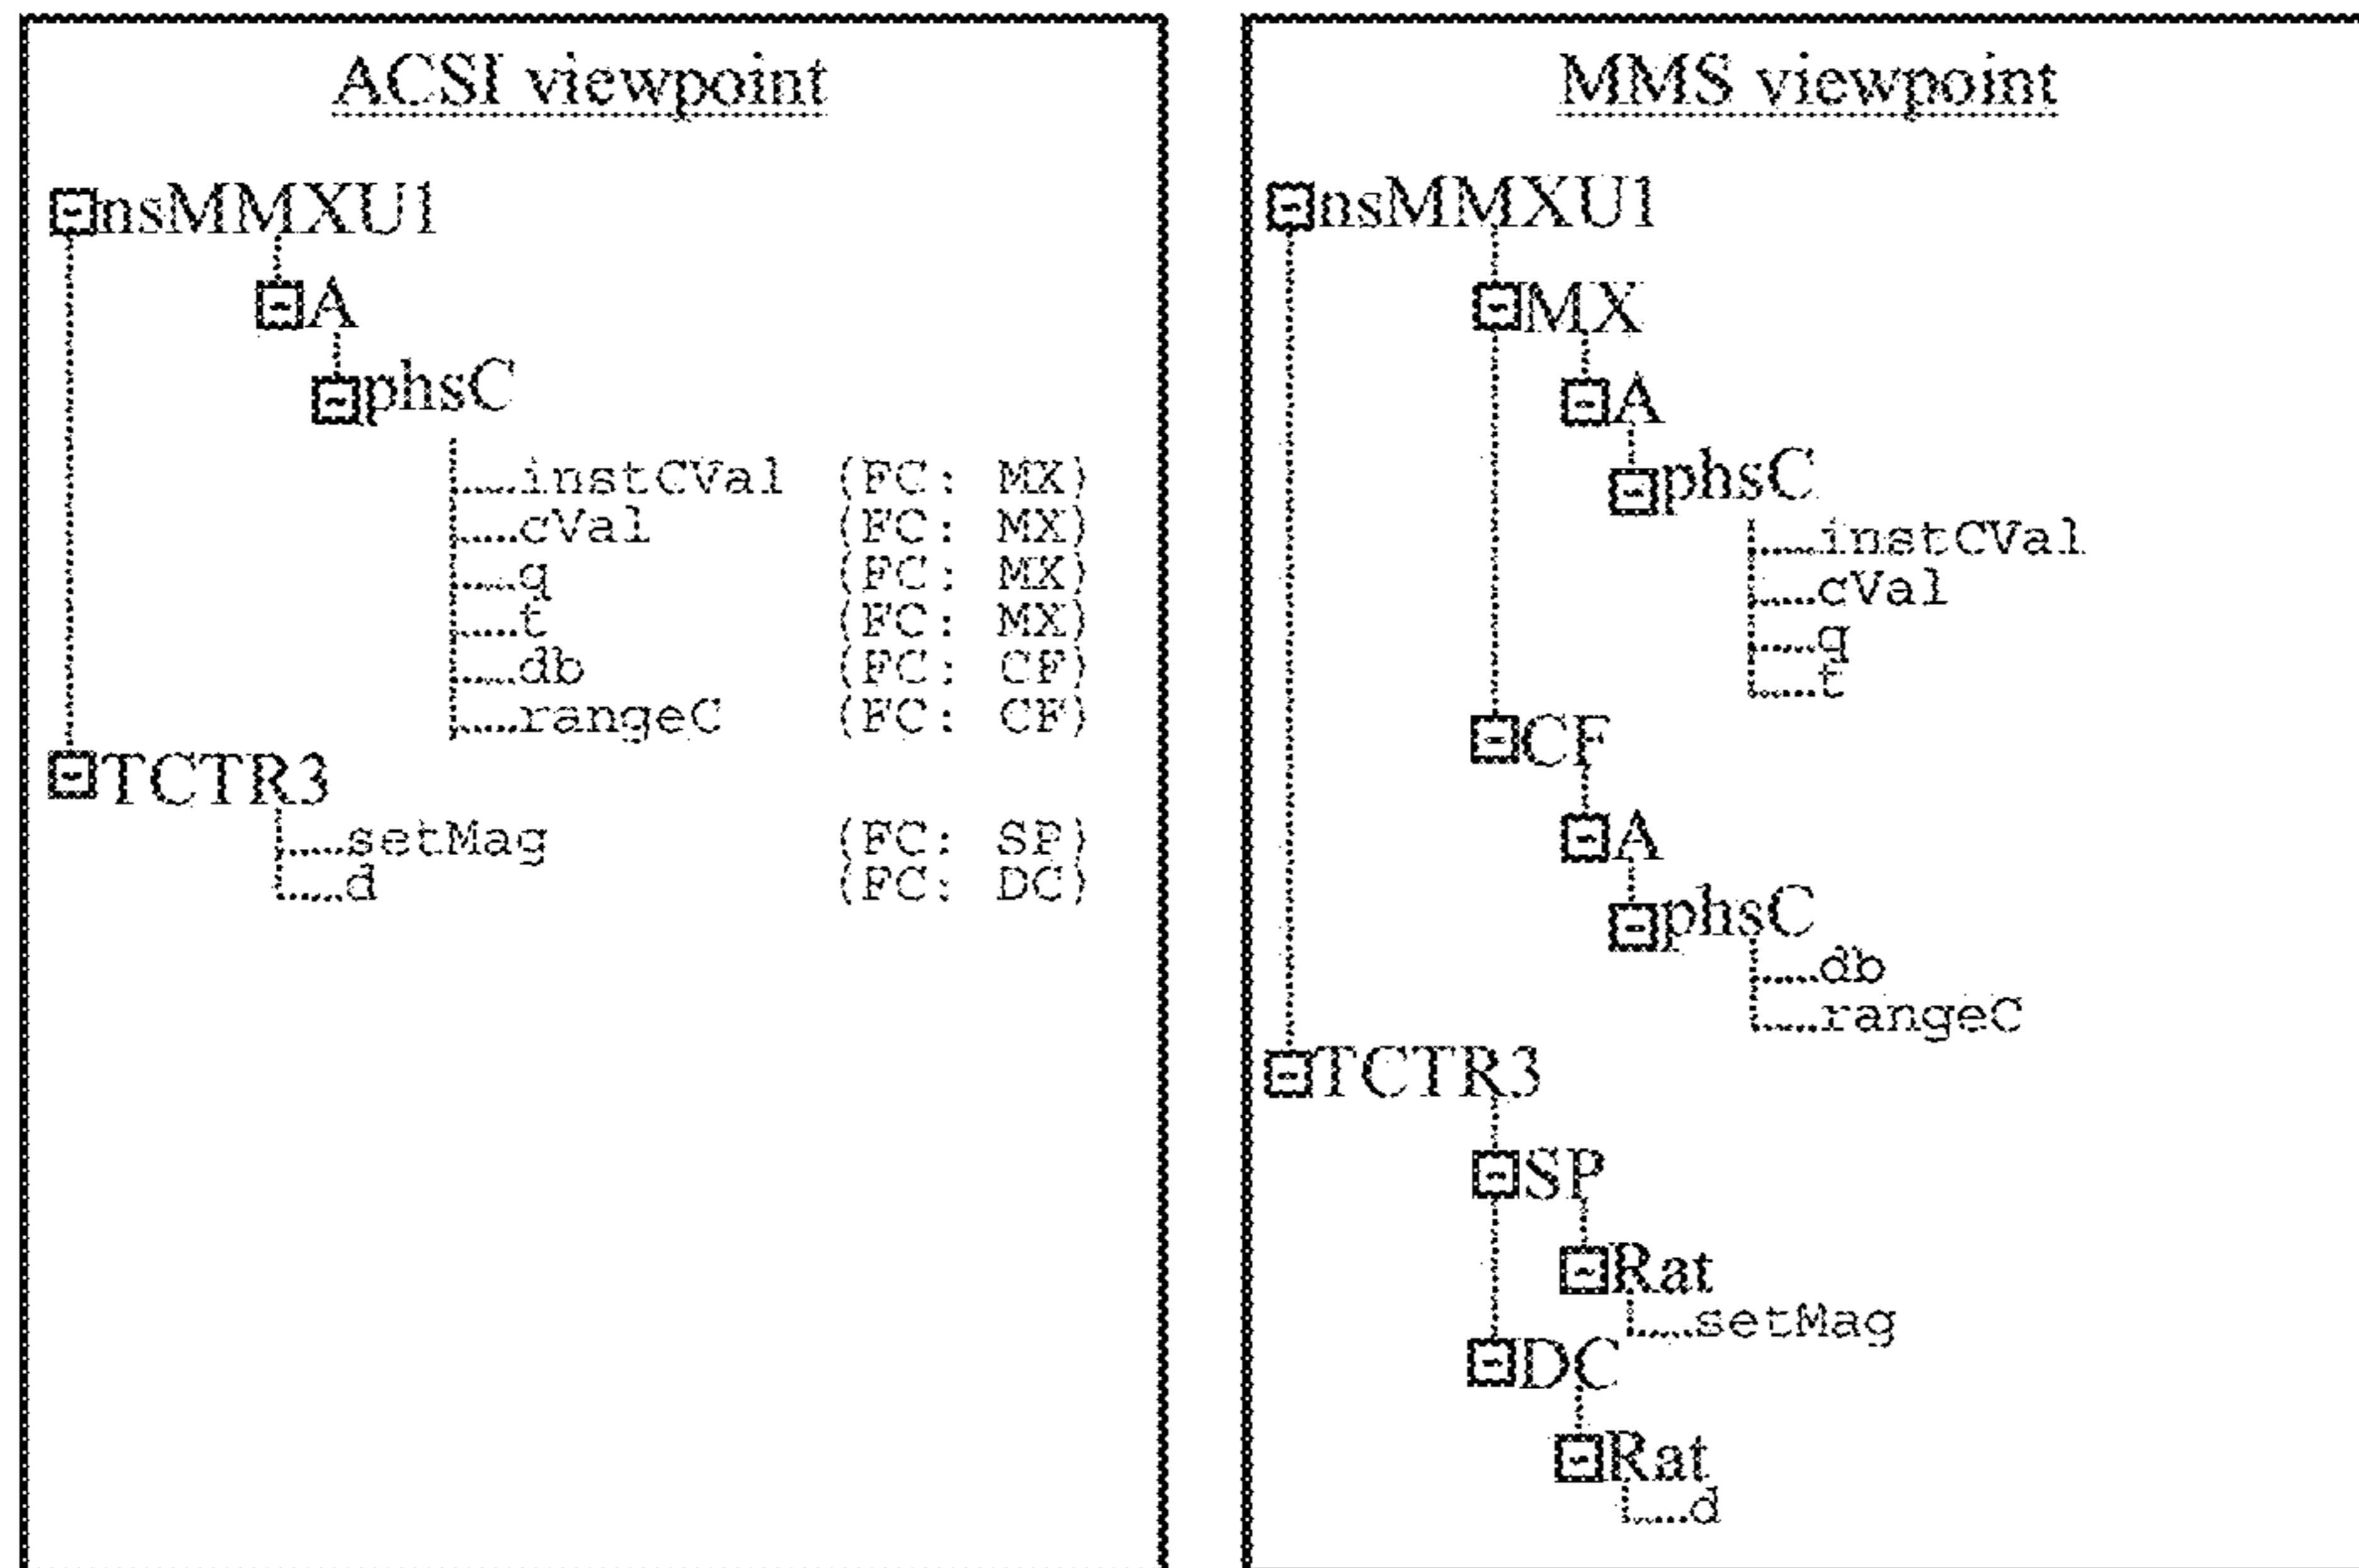 ACSI viewpoint
nsMMXU1
A
phsC
instCVal (FC: MX)
cVal (FC: MX)
q (FC: MX)
t (FC: MX)
db (FC: CF)
rangeC (FC: CF)
TCTR3
setMag (FC: SP)
d (FC: DC)
MMS viewpoint
nsMMXU1
MX
A
phsC
instCVal
cVal
q
t
CF
A
phsC
db
rangeC
TCTR3
SP
Rat
setMag
DC
Rat
d